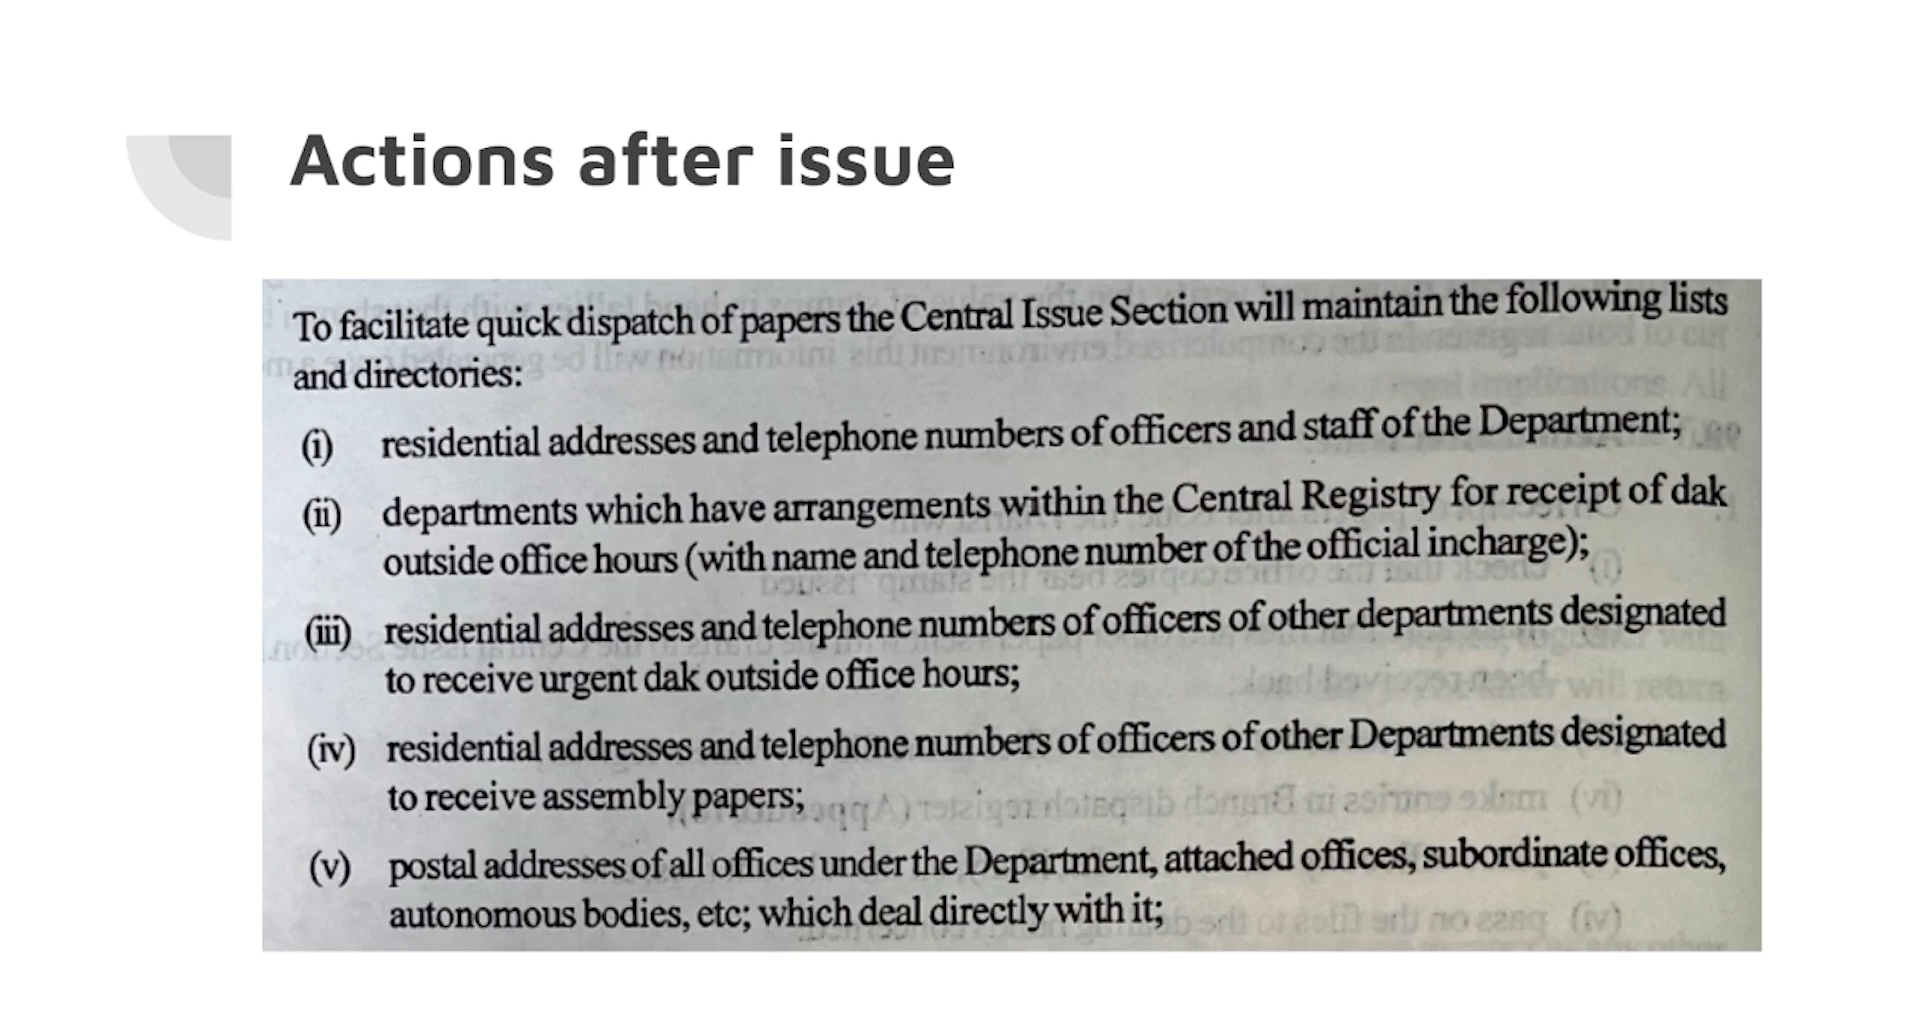 Actions after issue
To facilitate quick dispatch of papers the Central Issue Section will maintain the following lists
and directories:
(i) residential addresses and telephone numbers of officers and staff of the Department;
(ii) departments which have arrangements within the Central Registry for receipt of dak
outside office hours (with name and telephone number of the official incharge);
(iii) residential addresses and telephone numbers of officers of other departments designated
to receive urgent dak outside office hours;
(iv) residential addresses and telephone numbers of officers of other Departments designated
to receive assembly papers;
(v) postal addresses of all offices under the Department, attached offices, subordinate offices,
autonomous bodies, etc; which deal directly with it;